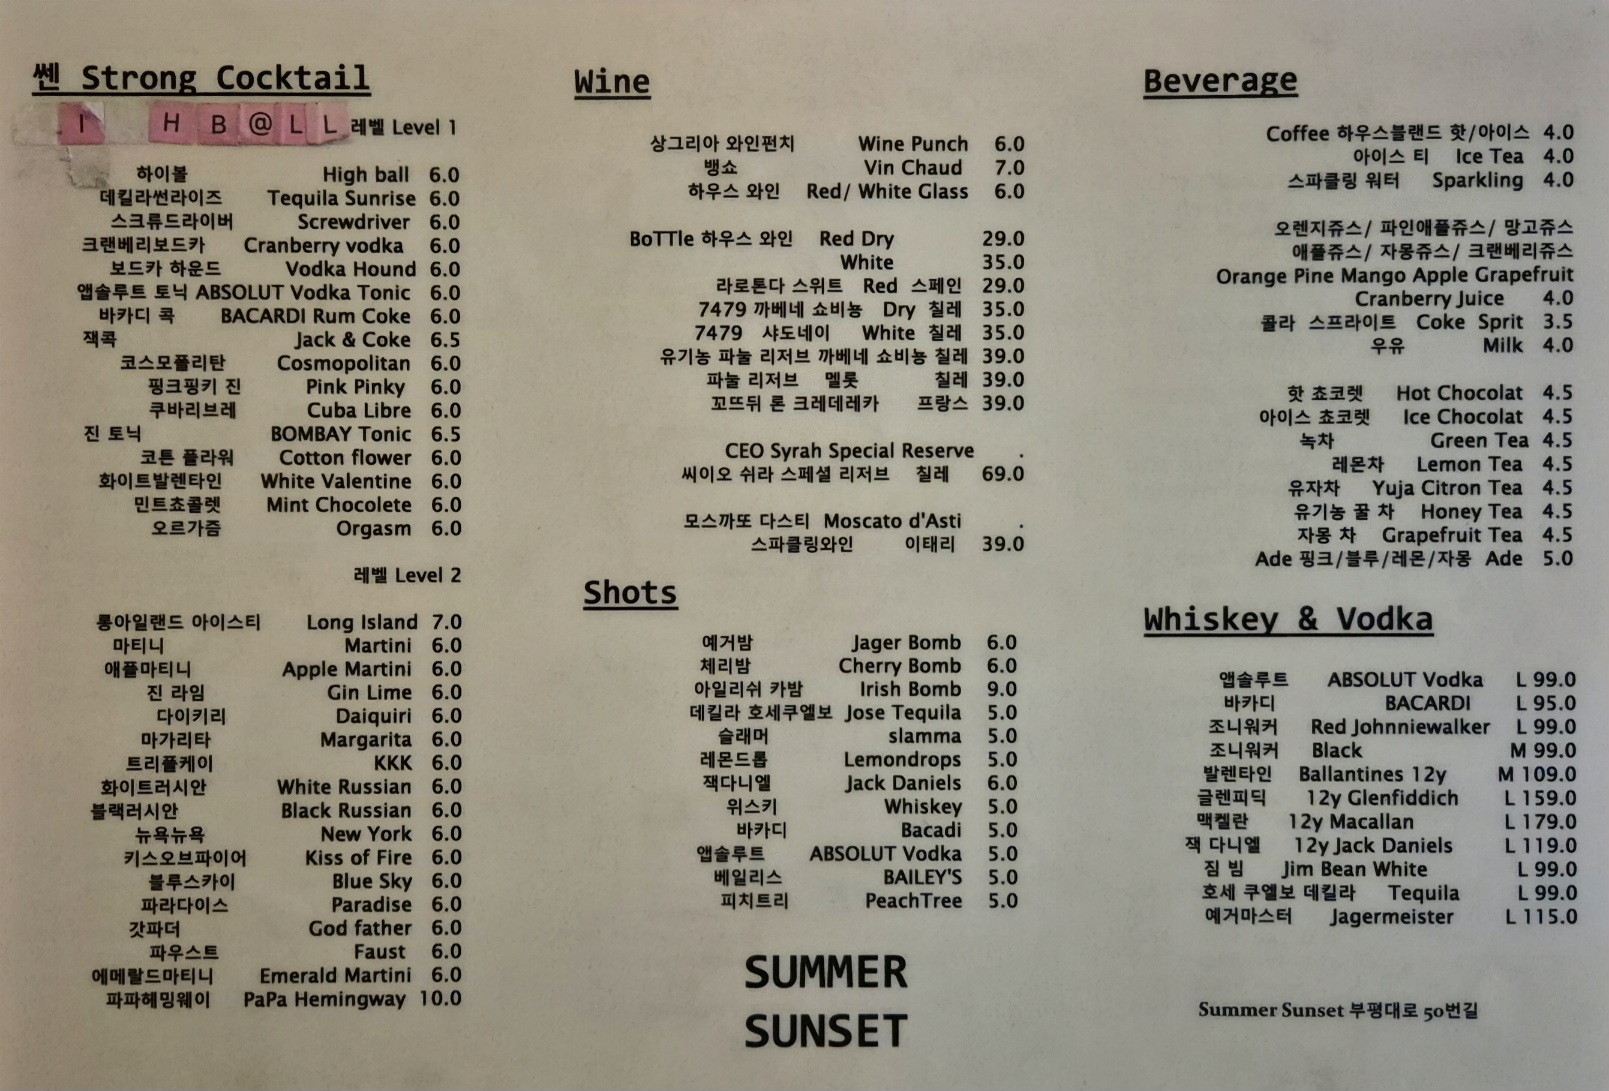 쎈 Strong Cocktail
I H B @ L L 레벨 Level 1
하이볼 High ball 6.0
데킬라썬라이즈 Tequila Sunrise 6.0
스크류드라이버 Screwdriver 6.0
크랜베리보드카 Cranberry vodka 6.0
보드카 하운드 Vodka Hound 6.0
앱솔루트 토닉 ABSOLUT Vodka Tonic 6.0
바카디 콕 BACARDI Rum Coke 6.0
잭콕 Jack & Coke 6.5
코스모폴리탄 Cosmopolitan 6.0
핑크핑키 진 Pink Pinky 6.0
쿠바리브레 Cuba Libre 6.0
진 토닉 BOMBAY Tonic 6.5
코튼 플라워 Cotton flower 6.0
화이트발렌타인 White Valentine 6.0
민트쵸콜렛 Mint Chocolete 6.0
오르가즘 Orgasm 6.0
레벨 Level 2
롱아일랜드 아이스티 Long Island 7.0
마티니 Martini 6.0
애플마티니 Apple Martini 6.0
진 라임 Gin Lime 6.0
다이키리 Daiquiri 6.0
마가리타 Margarita 6.0
트리플케이 KKK 6.0
화이트러시안 White Russian 6.0
블랙러시안 Black Russian 6.0
뉴욕뉴욕 New York 6.0
키스오브파이어 Kiss of Fire 6.0
블루스카이 Blue Sky 6.0
파라다이스 Paradise 6.0
갓파더 God father 6.0
파우스트 Faust 6.0
에메랄드마티니 Emerald Martini 6.0
파파헤밍웨이 PaPa Hemingway 10.0
Wine
상그리아 와인펀치 Wine Punch 6.0
뱅쇼 Vin Chaud 7.0
하우스 와인 Red/ White Glass 6.0
BoTTle 하우스 와인 Red Dry 29.0
White 35.0
라로톤다 스위트 Red 스페인 29.0
7479 까베네 쇼비뇽 Dry 칠레 35.0
7479 샤도네이 White 칠레 35.0
유기농 파눌 리저브 까베네 쇼비뇽 칠레 39.0
파눌 리저브 멜롯 칠레 39.0
꼬뜨뒤 론 크레데레카 프랑스 39.0
CEO Syrah Special Reserve .
씨이오 쉬라 스페셜 리저브 칠레 69.0
모스까또 다스티 Moscato d'Asti .
스파클링와인 이태리 39.0
Shots
예거밤 Jager Bomb 6.0
체리밤 Cherry Bomb 6.0
아일리쉬 카밤 Irish Bomb 9.0
데킬라 호세쿠엘보 Jose Tequila 5.0
슬래머 slamma 5.0
레몬드롭 Lemondrops 5.0
잭다니엘 Jack Daniels 6.0
위스키 Whiskey 5.0
바카디 Bacadi 5.0
앱솔루트 ABSOLUT Vodka 5.0
베일리스 BAILEY'S 5.0
피치트리 PeachTree 5.0
SUMMER
SUNSET
Beverage
Coffee 하우스블랜드 핫/아이스 4.0
아이스 티 Ice Tea 4.0
스파클링 워터 Sparkling 4.0
오렌지쥬스/ 파인애플쥬스/ 망고쥬스
애플쥬스/ 자몽쥬스/ 크랜베리쥬스
Orange Pine Mango Apple Grapefruit
Cranberry Juice 4.0
콜라 스프라이트 Coke Sprit 3.5
우유 Milk 4.0
핫 쵸코렛 Hot Chocolat 4.5
아이스 쵸코렛 Ice Chocolat 4.5
녹차 Green Tea 4.5
레몬차 Lemon Tea 4.5
유자차 Yuja Citron Tea 4.5
유기농 꿀 차 Honey Tea 4.5
자몽 차 Grapefruit Tea 4.5
Ade 핑크/블루/레몬/자몽 Ade 5.0
Whiskey & Vodka
앱솔루트 ABSOLUT Vodka L 99.0
바카디 BACARDI L 95.0
조니워커 Red Johnniewalker L 99.0
조니워커 Black M 99.0
발렌타인 Ballantines 12y M 109.0
글렌피딕 12y Glenfiddich L 159.0
맥켈란 12y Macallan L 179.0
잭 다니엘 12y Jack Daniels L 119.0
짐 빔 Jim Bean White L 99.0
호세 쿠엘보 데킬라 Tequila L 99.0
예거마스터 Jagermeister L 115.0
Summer Sunset 부평대로 50번길